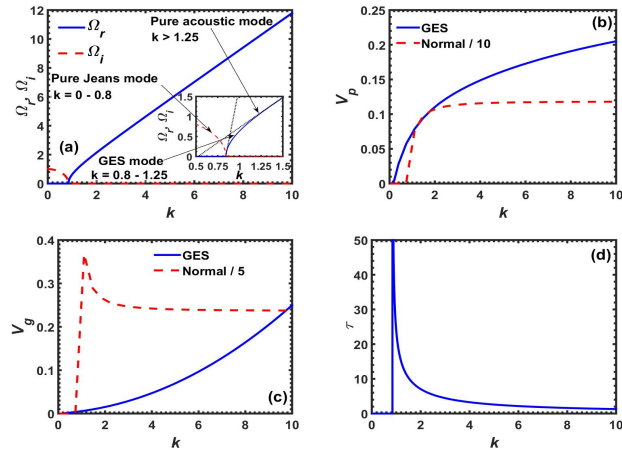 12
10
8
6
4
2
0
Ω_r, Ω_i
Ω_r
Ω_i
Pure acoustic mode
k > 1.25
Pure Jeans mode
k = 0 - 0.8
(a)
GES mode
k = 0.8 - 1.25
1.5
1
0.5
0
Ω_r, Ω_i
0.5 0.75 1 1.25 1.5
k
0 2 4 6 8 10
k
0.25
0.2
0.15
0.1
0.05
0
V_p
GES
Normal / 10
(b)
0 2 4 6 8 10
k
0.4
0.3
0.2
0.1
0
V_g
GES
Normal / 5
(c)
0 2 4 6 8 10
k
50
40
30
20
10
0
τ
(d)
0 2 4 6 8 10
k